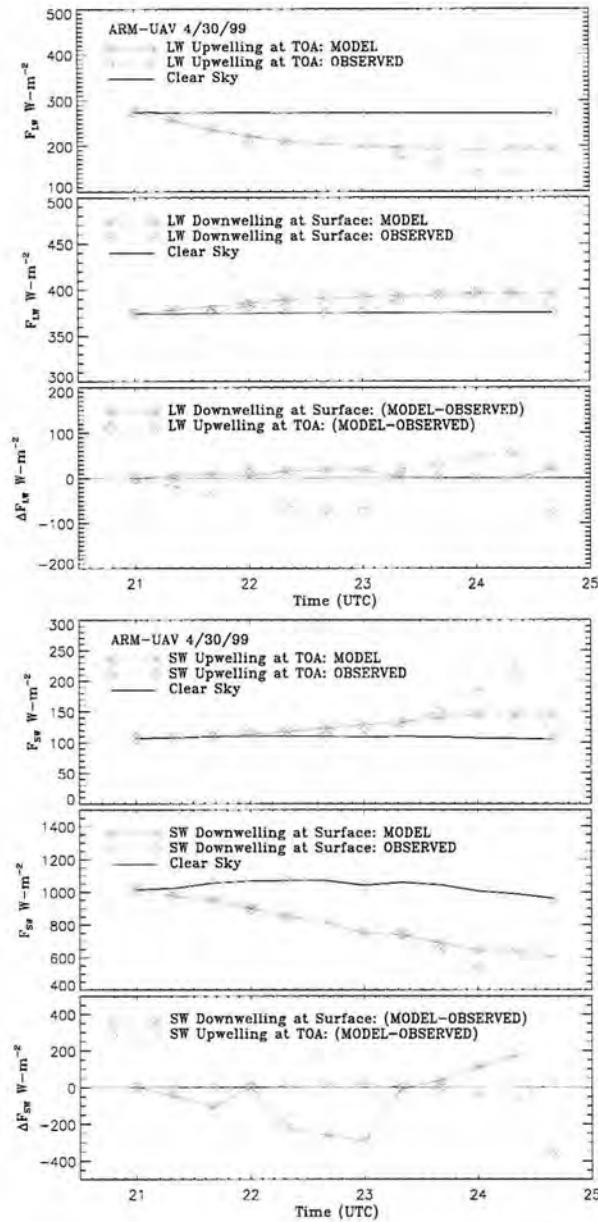 ARM-UAV 4/30/99
LW Upwelling at TOA: MODEL
LW Upwelling at TOA: OBSERVED
Clear Sky
F_LW W-m^-2
500
400
300
200
100
LW Downwelling at Surface: MODEL
LW Downwelling at Surface: OBSERVED
Clear Sky
F_LW W-m^-2
500
450
400
350
300
LW Downwelling at Surface: (MODEL-OBSERVED)
LW Upwelling at TOA: (MODEL-OBSERVED)
ΔF_LW W-m^-2
200
100
0
-100
-200
21 22 23 24 25
Time (UTC)
ARM-UAV 4/30/99
SW Upwelling at TOA: MODEL
SW Upwelling at TOA: OBSERVED
Clear Sky
F_SW W-m^-2
300
250
200
150
100
50
0
SW Downwelling at Surface: MODEL
SW Downwelling at Surface: OBSERVED
Clear Sky
F_SW W-m^-2
1400
1200
1000
800
600
400
SW Downwelling at Surface: (MODEL-OBSERVED)
SW Upwelling at TOA: (MODEL-OBSERVED)
ΔF_SW W-m^-2
400
200
0
-200
-400
21 22 23 24 25
Time (UTC)